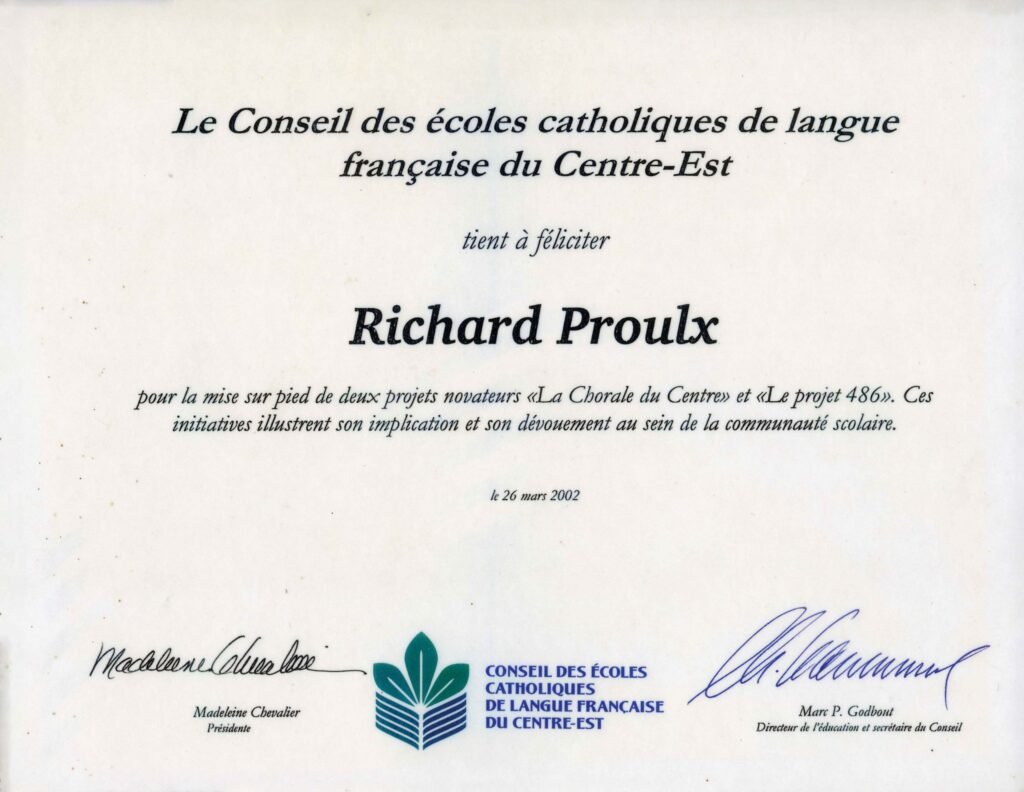 Le Conseil des écoles catholiques de langue
française du Centre-Est
tient à féliciter
Richard Proulx
pour la mise sur pied de deux projets novateurs «La Chorale du Centre» et «Le projet 486». Ces
initiatives illustrent son implication et son dévouement au sein de la communauté scolaire.
le 26 mars 2002
Madeleine Chevalier
Madeleine Chevalier
Présidente
CONSEIL DES ÉCOLES
CATHOLIQUES
DE LANGUE FRANÇAISE
DU CENTRE-EST
Marc P. Godbout
Directeur de l'éducation et secrétaire du Conseil